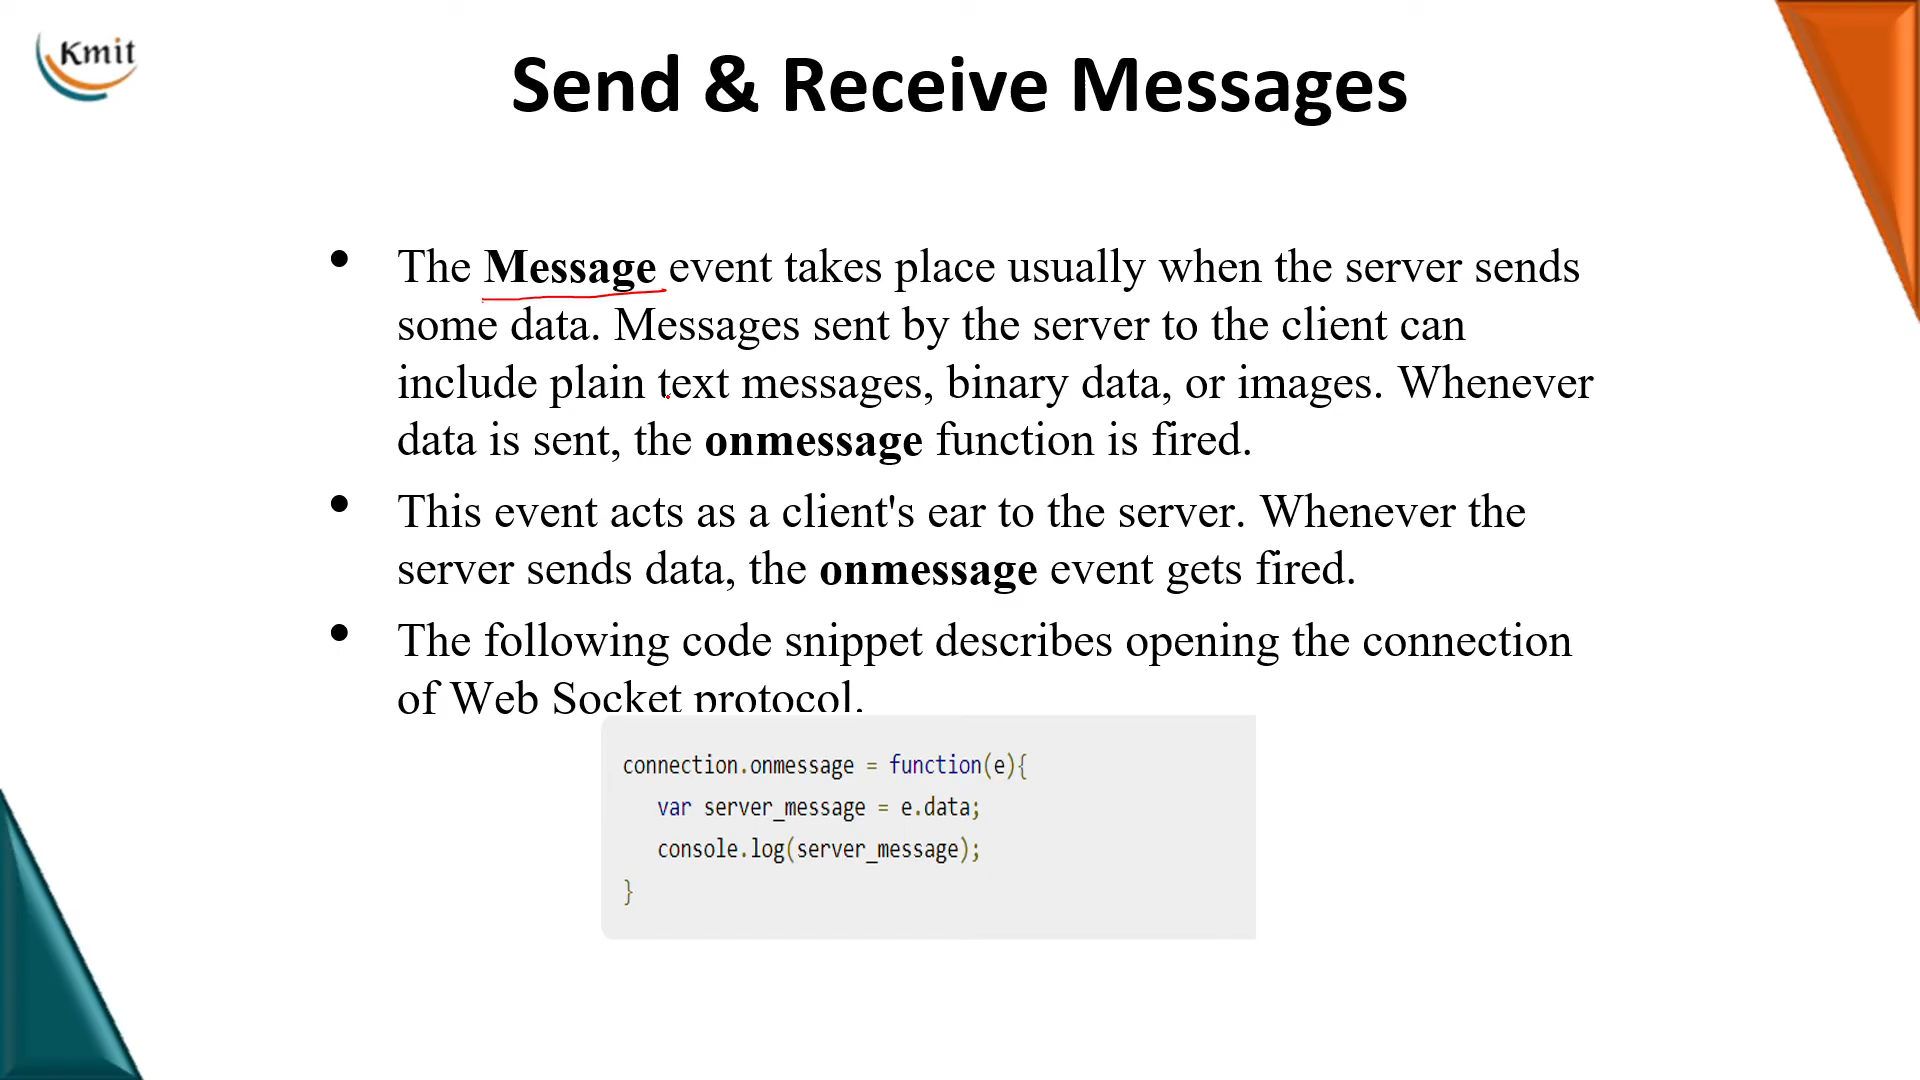 Kmit
Send & Receive Messages
• The Message event takes place usually when the server sends
some data. Messages sent by the server to the client can
include plain text messages, binary data, or images. Whenever
data is sent, the onmessage function is fired.
• This event acts as a client's ear to the server. Whenever the
server sends data, the onmessage event gets fired.
• The following code snippet describes opening the connection
of Web Socket protocol.
connection.onmessage = function(e){
   var server_message = e.data;
   console.log(server_message);
}